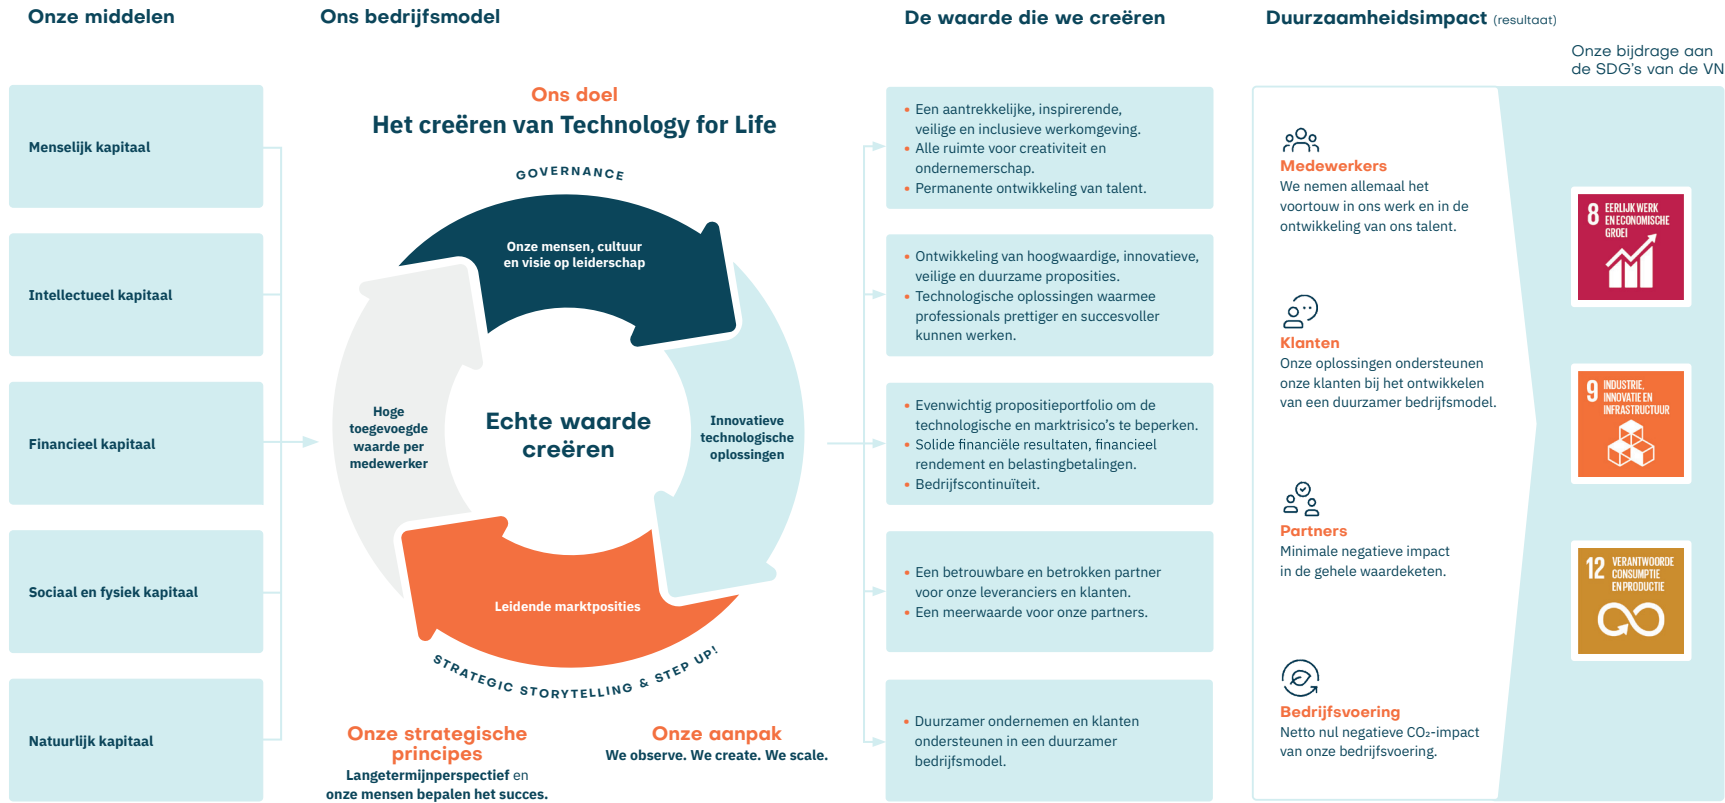 Onze middelen
Menselijk kapitaal
Intellectueel kapitaal
Financieel kapitaal
Sociaal en fysiek kapitaal
Natuurlijk kapitaal
Ons bedrijfsmodel
Ons doel
Het creëren van Technology for Life
GOVERNANCE
Onze mensen, cultuur
en visie op leiderschap
Innovatieve
technologische
oplossingen
Leidende marktposities
Hoge
toegevoegde
waarde per
medewerker
Echte waarde
creëren
STRATEGIC STORYTELLING & STEP UP!
Onze strategische
principes
Langetermijnperspectief en
onze mensen bepalen het succes.
Onze aanpak
We observe. We create. We scale.
De waarde die we creëren
• Een aantrekkelijke, inspirerende,
veilige en inclusieve werkomgeving.
• Alle ruimte voor creativiteit en
ondernemerschap.
• Permanente ontwikkeling van talent.
• Ontwikkeling van hoogwaardige, innovatieve,
veilige en duurzame proposities.
• Technologische oplossingen waarmee
professionals prettiger en succesvoller
kunnen werken.
• Evenwichtig propositieportfolio om de
technologische en marktrisico's te beperken.
• Solide financiële resultaten, financieel
rendement en belastingbetalingen.
• Bedrijfscontinuïteit.
• Een betrouwbare en betrokken partner
voor onze leveranciers en klanten.
• Een meerwaarde voor onze partners.
• Duurzamer ondernemen en klanten
ondersteunen in een duurzamer
bedrijfsmodel.
Duurzaamheidsimpact (resultaat)
Medewerkers
We nemen allemaal het
voortouw in ons werk en in de
ontwikkeling van ons talent.
Klanten
Onze oplossingen ondersteunen
onze klanten bij het ontwikkelen
van een duurzamer bedrijfsmodel.
Partners
Minimale negatieve impact
in de gehele waardeketen.
Bedrijfsvoering
Netto nul negatieve CO₂-impact
van onze bedrijfsvoering.
Onze bijdrage aan
de SDG's van de VN
8 EERLIJK WERK
EN ECONOMISCHE
GROEI
9 INDUSTRIE,
INNOVATIE EN
INFRASTRUCTUUR
12 VERANTWOORDE
CONSUMPTIE
EN PRODUCTIE